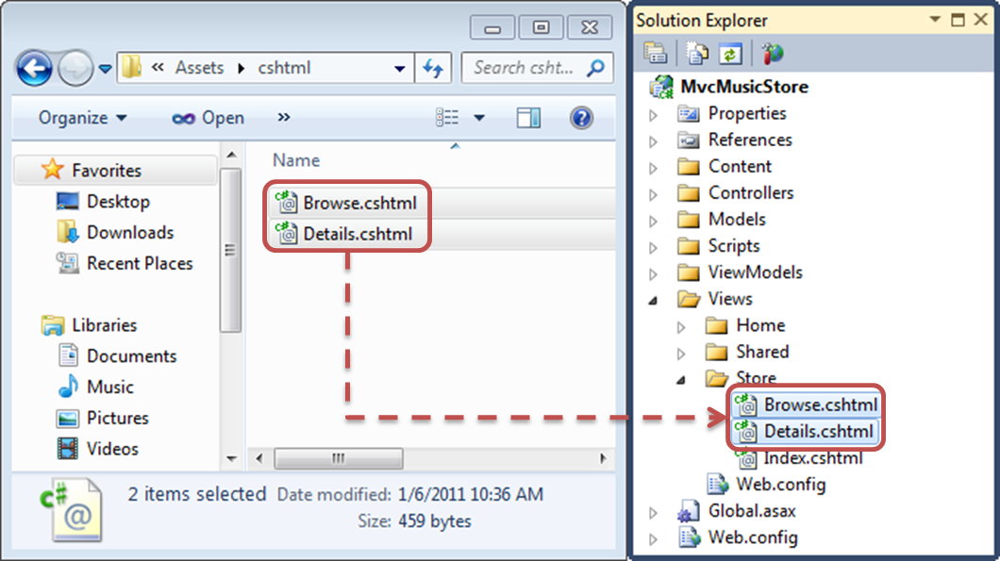 « Assets cshtml
Search csht...
Organize
Open
»
Favorites
Desktop
Downloads
Recent Places
Libraries
Documents
Music
Pictures
Videos
Name
Browse.cshtml
Details.cshtml
2 items selected Date modified: 1/6/2011 10:36 AM
Size: 459 bytes
Solution Explorer
MvcMusicStore
Properties
References
Content
Controllers
Models
Scripts
ViewModels
Views
Home
Shared
Store
Browse.cshtml
Details.cshtml
Index.cshtml
Web.config
Global.asax
Web.config